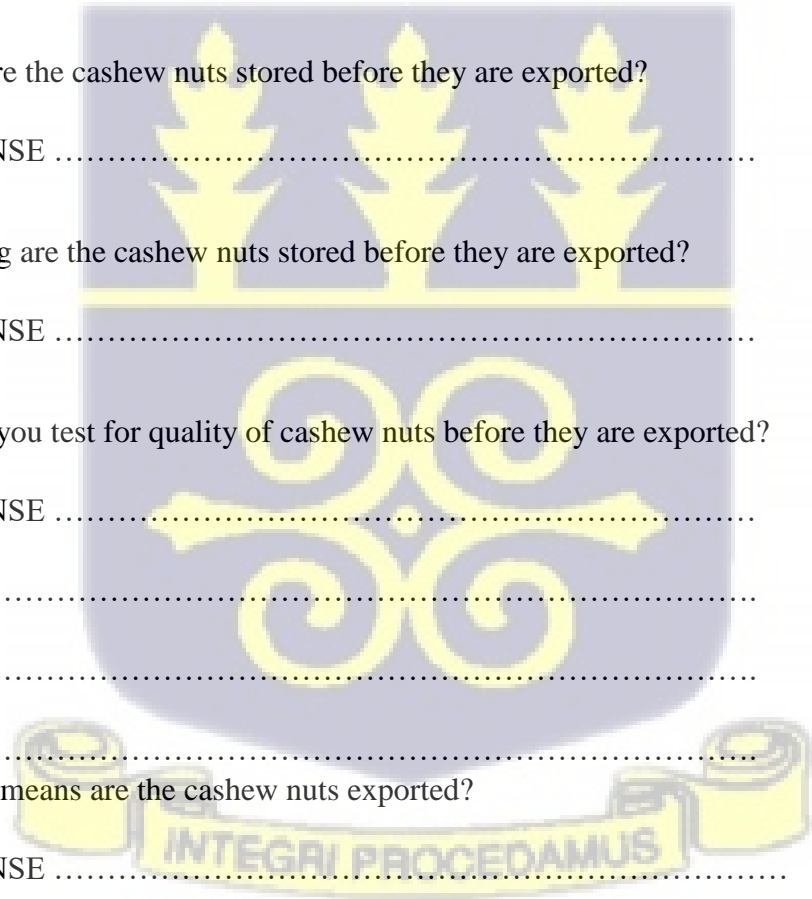 re the cashew nuts stored before they are exported?
NSE ……………………………………………………………………
g are the cashew nuts stored before they are exported?
NSE ……………………………………………………………………
you test for quality of cashew nuts before they are exported?
NSE ……………………………………………………………………
…………………………………………………………………………….
…………………………………………………………………………….
…………………………………………………………………………….
means are the cashew nuts exported?
INTEGRI PROCEDAMUS
NSE ………………………………………………………………………